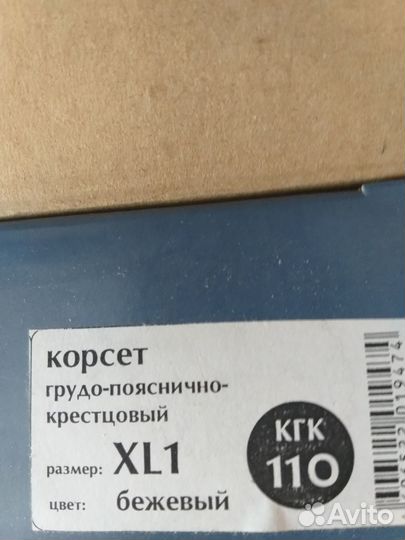 корсет
грудо-пояснично-
крестцовый
размер: XL1
цвет: бежевый
КГК
110
Avito